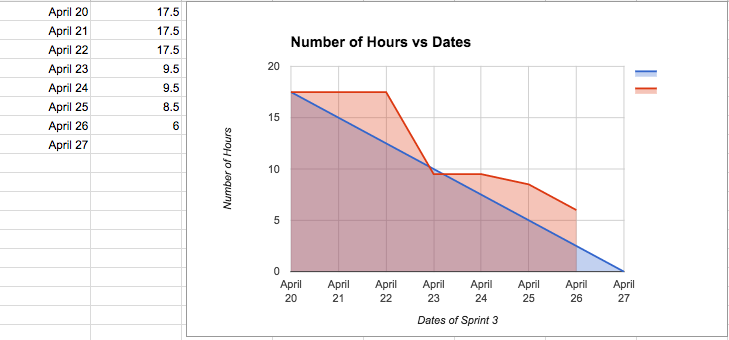 April 20 17.5
April 21 17.5
April 22 17.5
April 23 9.5
April 24 9.5
April 25 8.5
April 26 6
April 27
Number of Hours vs Dates
Number of Hours
20
15
10
5
0
April 20
April 21
April 22
April 23
April 24
April 25
April 26
April 27
Dates of Sprint 3